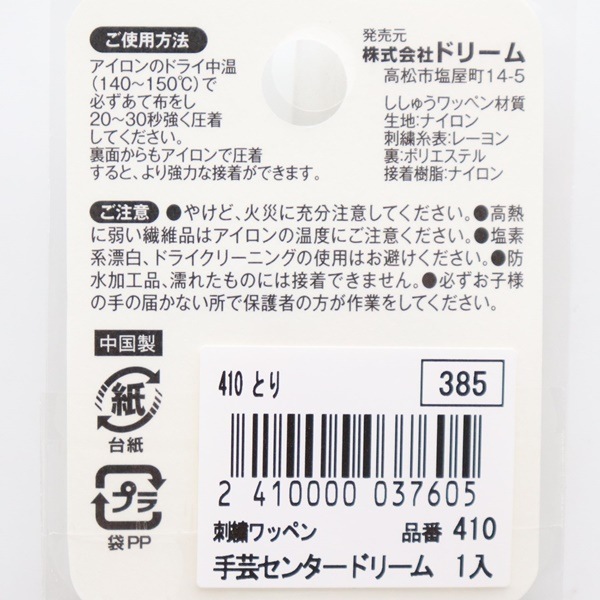 ご使用方法
アイロンのドライ中温
(140~150℃)で
必ずあて布をし
20~30秒強く圧着
してください。
裏面からもアイロンで圧着
すると、より強力な接着ができます。
発売元
株式会社ドリーム
高松市塩屋町14-5
ししゅうワッペン材質
生地:ナイロン
刺繍糸表:レーヨン
裏:ポリエステル
接着樹脂:ナイロン
ご注意 ●やけど、火災に充分注意してください。●高熱
に弱い繊維品はアイロンの温度にご注意ください。●塩素
系漂白、ドライクリーニングの使用はお避けください。●防
水加工品、濡れたものには接着できません。●必ずお子様
の手の届かない所で保護者の方が作業をしてください。
中国製
紙
台紙
プラ
袋PP
410 とり 385
2 410000 037605
刺繍ワッペン 品番 410
手芸センタードリーム 1入